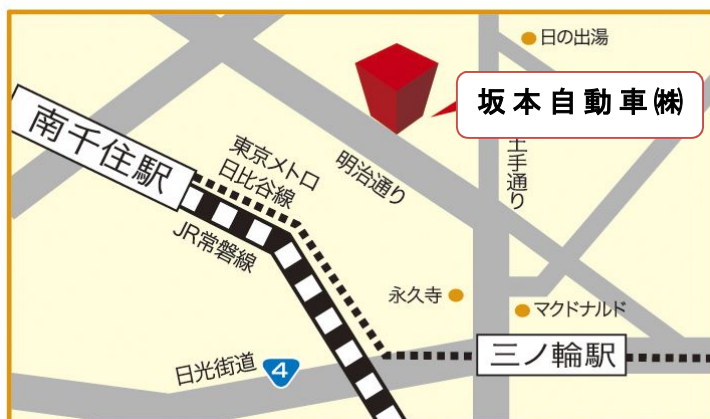 日の出湯
坂本自動車㈱
南千住駅
東京メトロ
日比谷線
明治通り
土手通り
JR常磐線
永久寺
マクドナルド
日光街道
4
三ノ輪駅